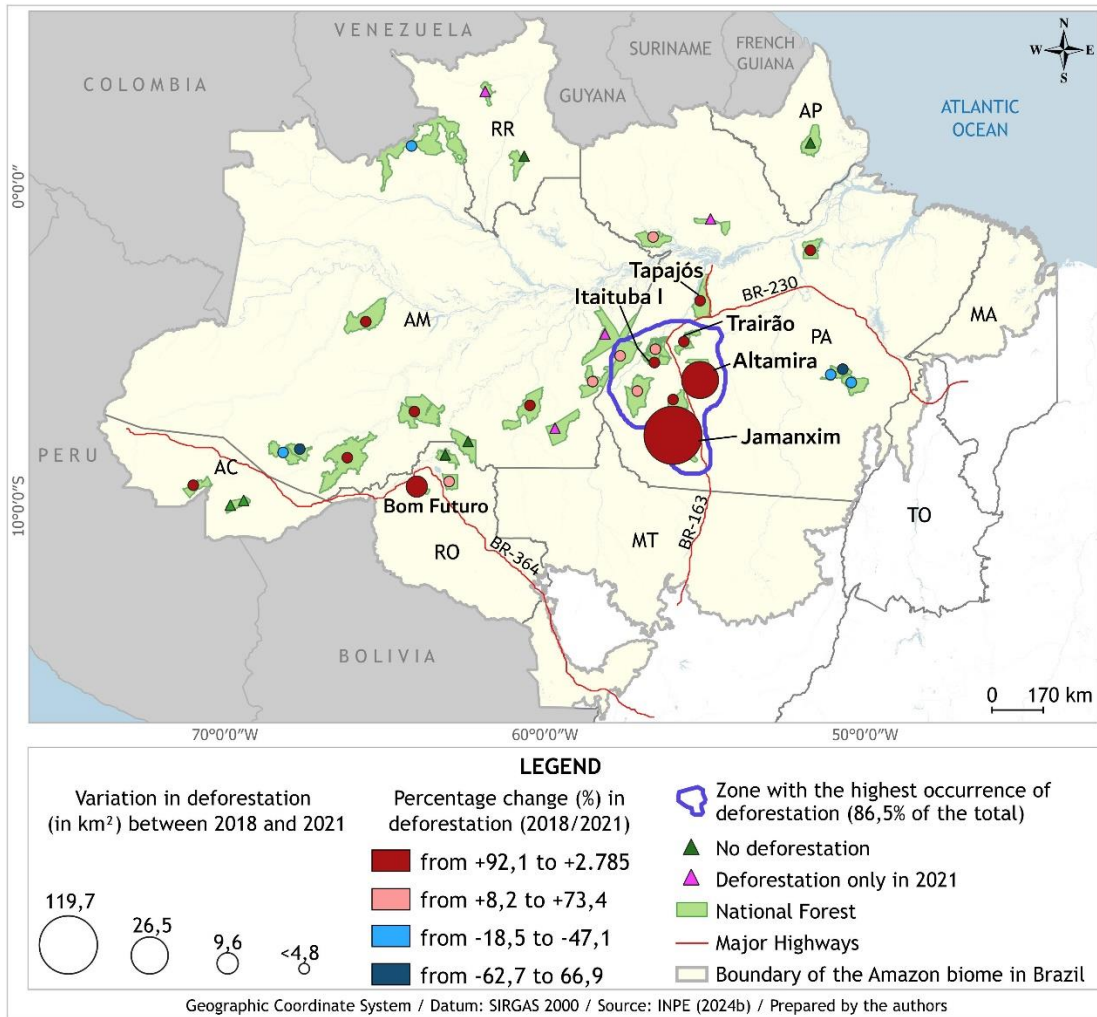 VENEZUELA
SURINAME
FRENCH
GUIANA
COLOMBIA
GUYANA
N
W E
S
ATLANTIC
OCEAN
RR
AP
0°0'0"
Tapajós
Itaituba I
BR-230
AM
Trairão
PA
MA
Altamira
Jamanxim
PERU
AC
10°0'0"S
Bom Futuro
BR-163
TO
MT
RO
BR-364
BOLIVIA
0 170 km
70°0'0"W
60°0'0"W
50°0'0"W
LEGEND
Variation in deforestation
(in km²) between 2018 and 2021
119,7
26,5
9,6
<4,8
Percentage change (%) in
deforestation (2018/2021)
from +92,1 to +2.785
from +8,2 to +73,4
from -18,5 to -47,1
from -62,7 to 66,9
Zone with the highest occurrence of
deforestation (86,5% of the total)
No deforestation
Deforestation only in 2021
National Forest
Major Highways
Boundary of the Amazon biome in Brazil
Geographic Coordinate System / Datum: SIRGAS 2000 / Source: INPE (2024b) / Prepared by the authors